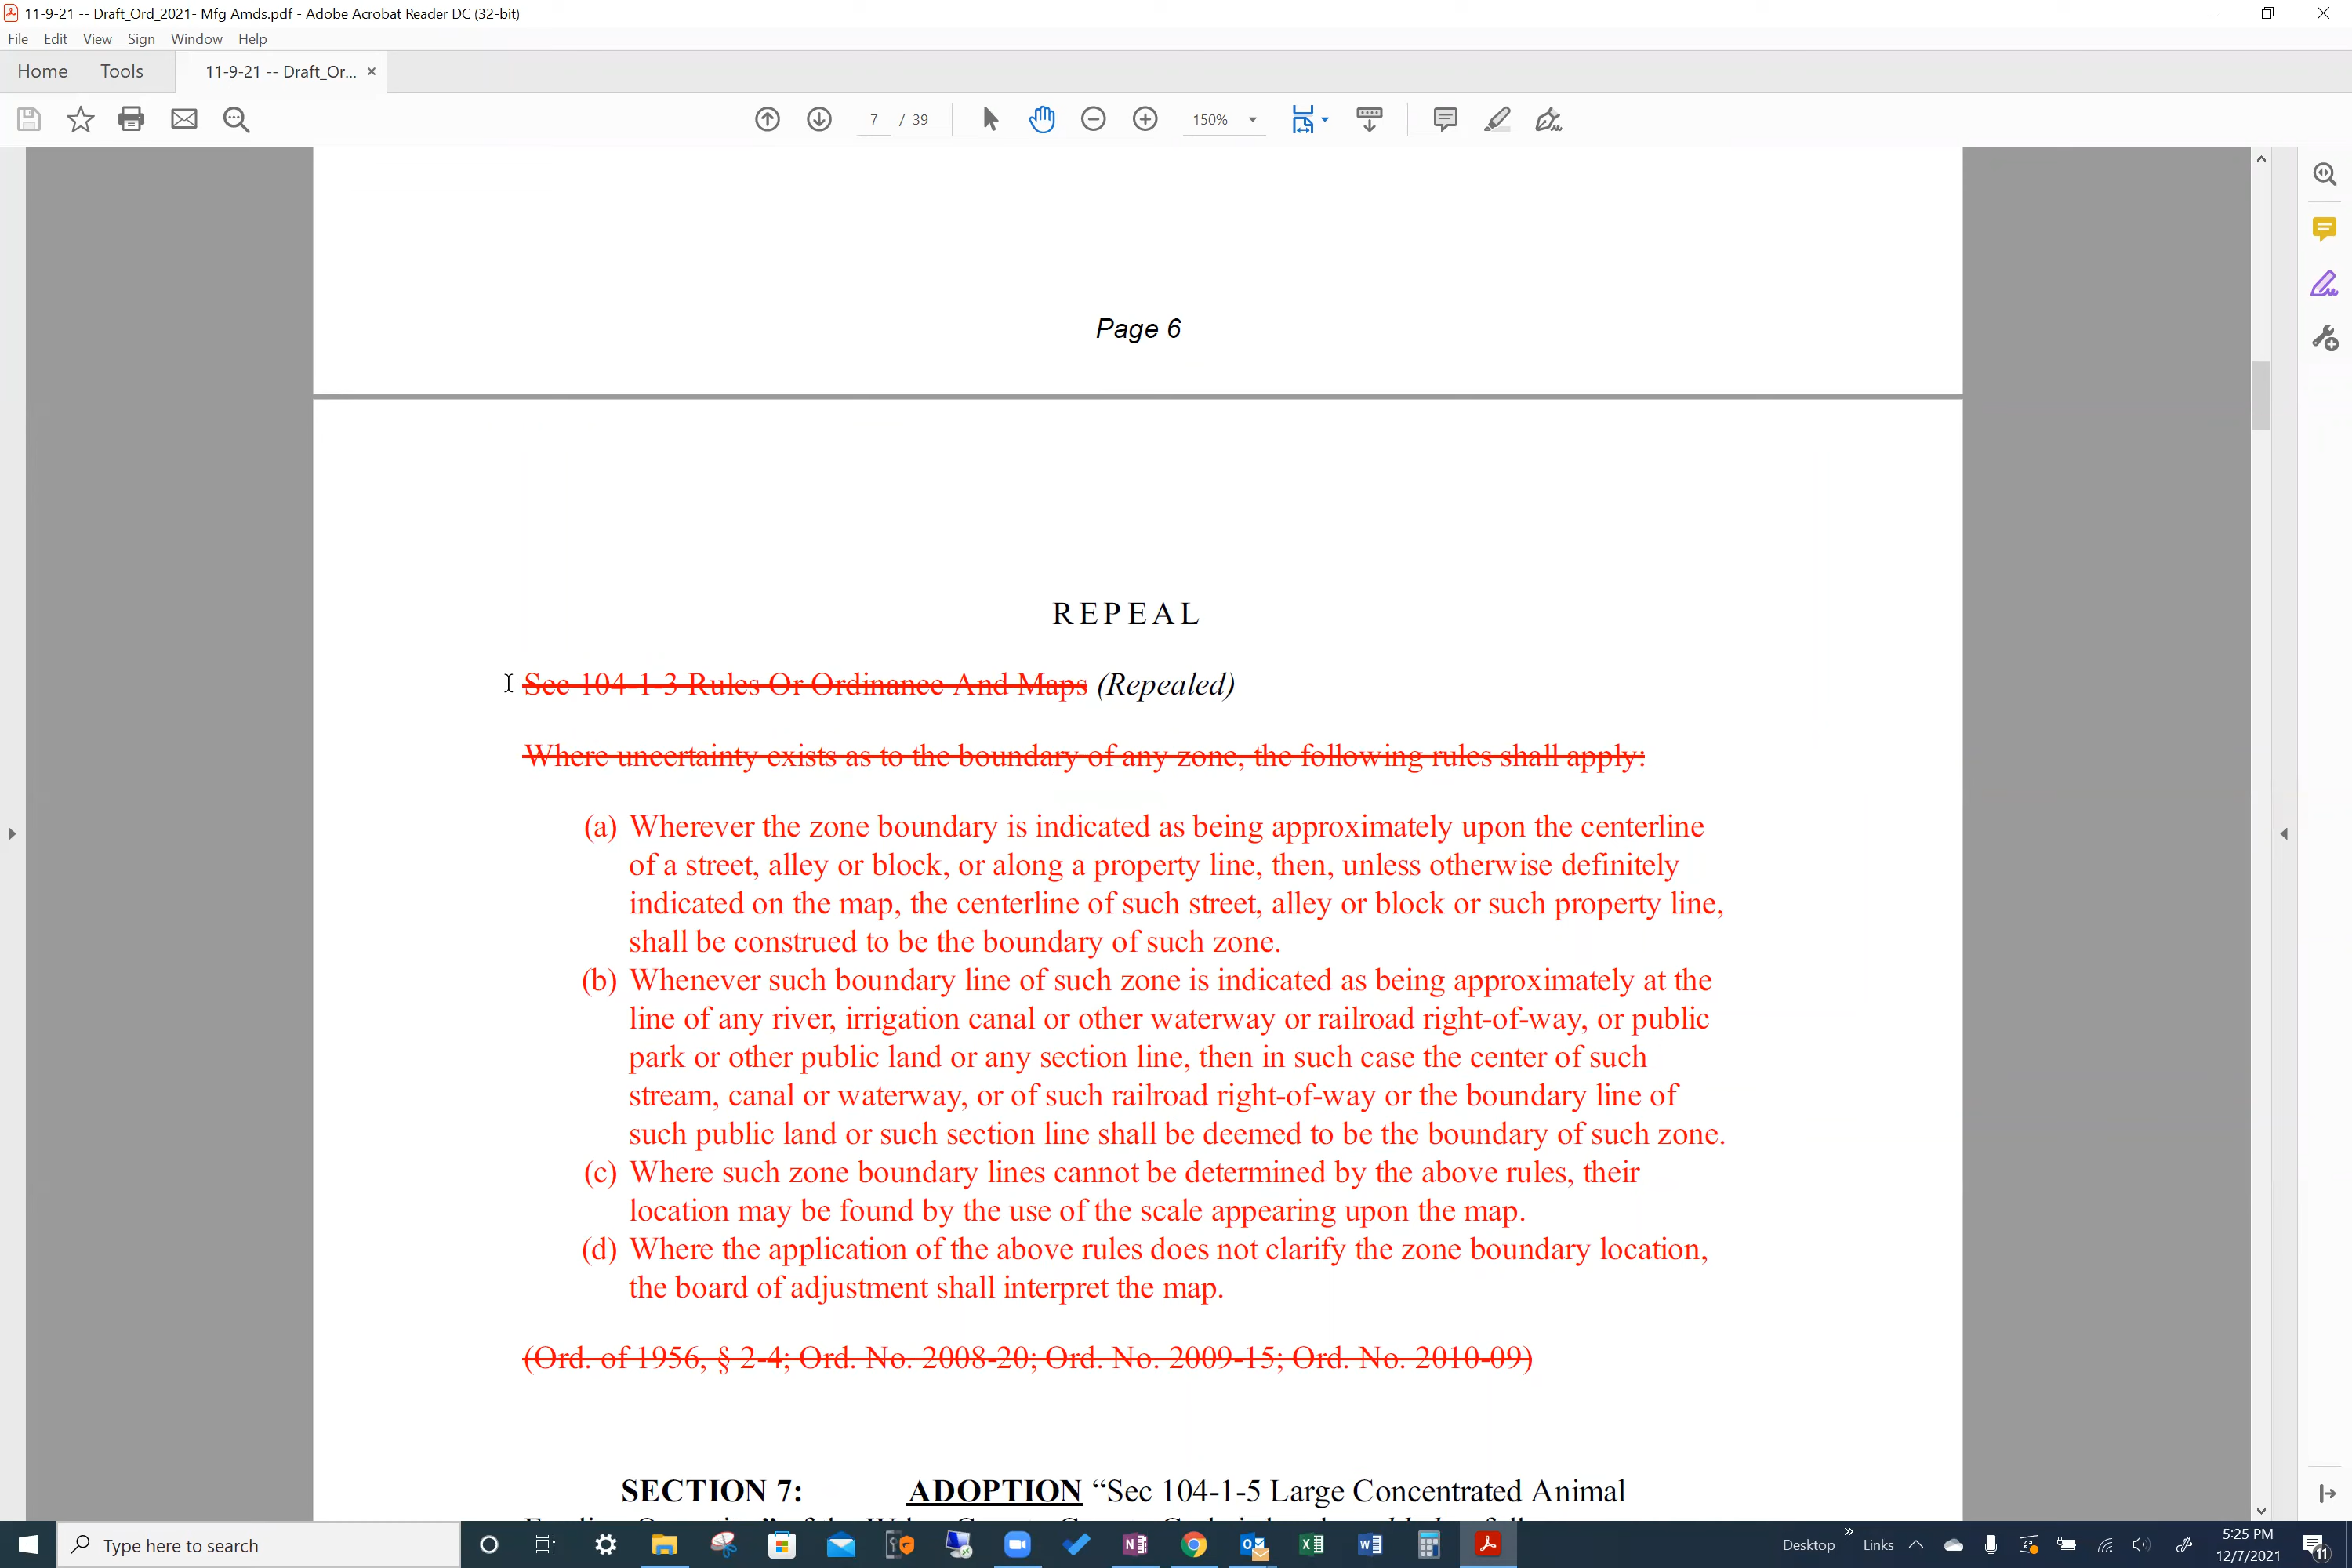 11-9-21 -- Draft_Ord_2021- Mfg Amds.pdf - Adobe Acrobat Reader DC (32-bit)
File Edit View Sign Window Help
Home Tools 11-9-21 -- Draft_Or... ×
7 / 39 150%
Page 6
REPEAL
Sec 104-1-3 Rules Or Ordinance And Maps (Repealed)
Where uncertainty exists as to the boundary of any zone, the following rules shall apply:
(a) Wherever the zone boundary is indicated as being approximately upon the centerline
of a street, alley or block, or along a property line, then, unless otherwise definitely
indicated on the map, the centerline of such street, alley or block or such property line,
shall be construed to be the boundary of such zone.
(b) Whenever such boundary line of such zone is indicated as being approximately at the
line of any river, irrigation canal or other waterway or railroad right-of-way, or public
park or other public land or any section line, then in such case the center of such
stream, canal or waterway, or of such railroad right-of-way or the boundary line of
such public land or such section line shall be deemed to be the boundary of such zone.
(c) Where such zone boundary lines cannot be determined by the above rules, their
location may be found by the use of the scale appearing upon the map.
(d) Where the application of the above rules does not clarify the zone boundary location,
the board of adjustment shall interpret the map.
(Ord. of 1956, § 2-4; Ord. No. 2008-20; Ord. No. 2009-15; Ord. No. 2010-09)
SECTION 7: ADOPTION “Sec 104-1-5 Large Concentrated Animal
Type here to search
Desktop » Links
5:25 PM
12/7/2021
11